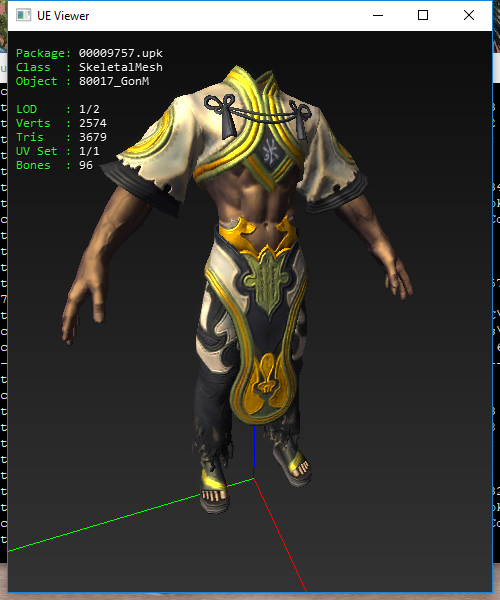 UE Viewer
Package: 00009757.upk
Class : SkeletalMesh
Object : 80017_GonM
LOD : 1/2
Verts : 2574
Tris : 3679
UV Set : 1/1
Bones : 96